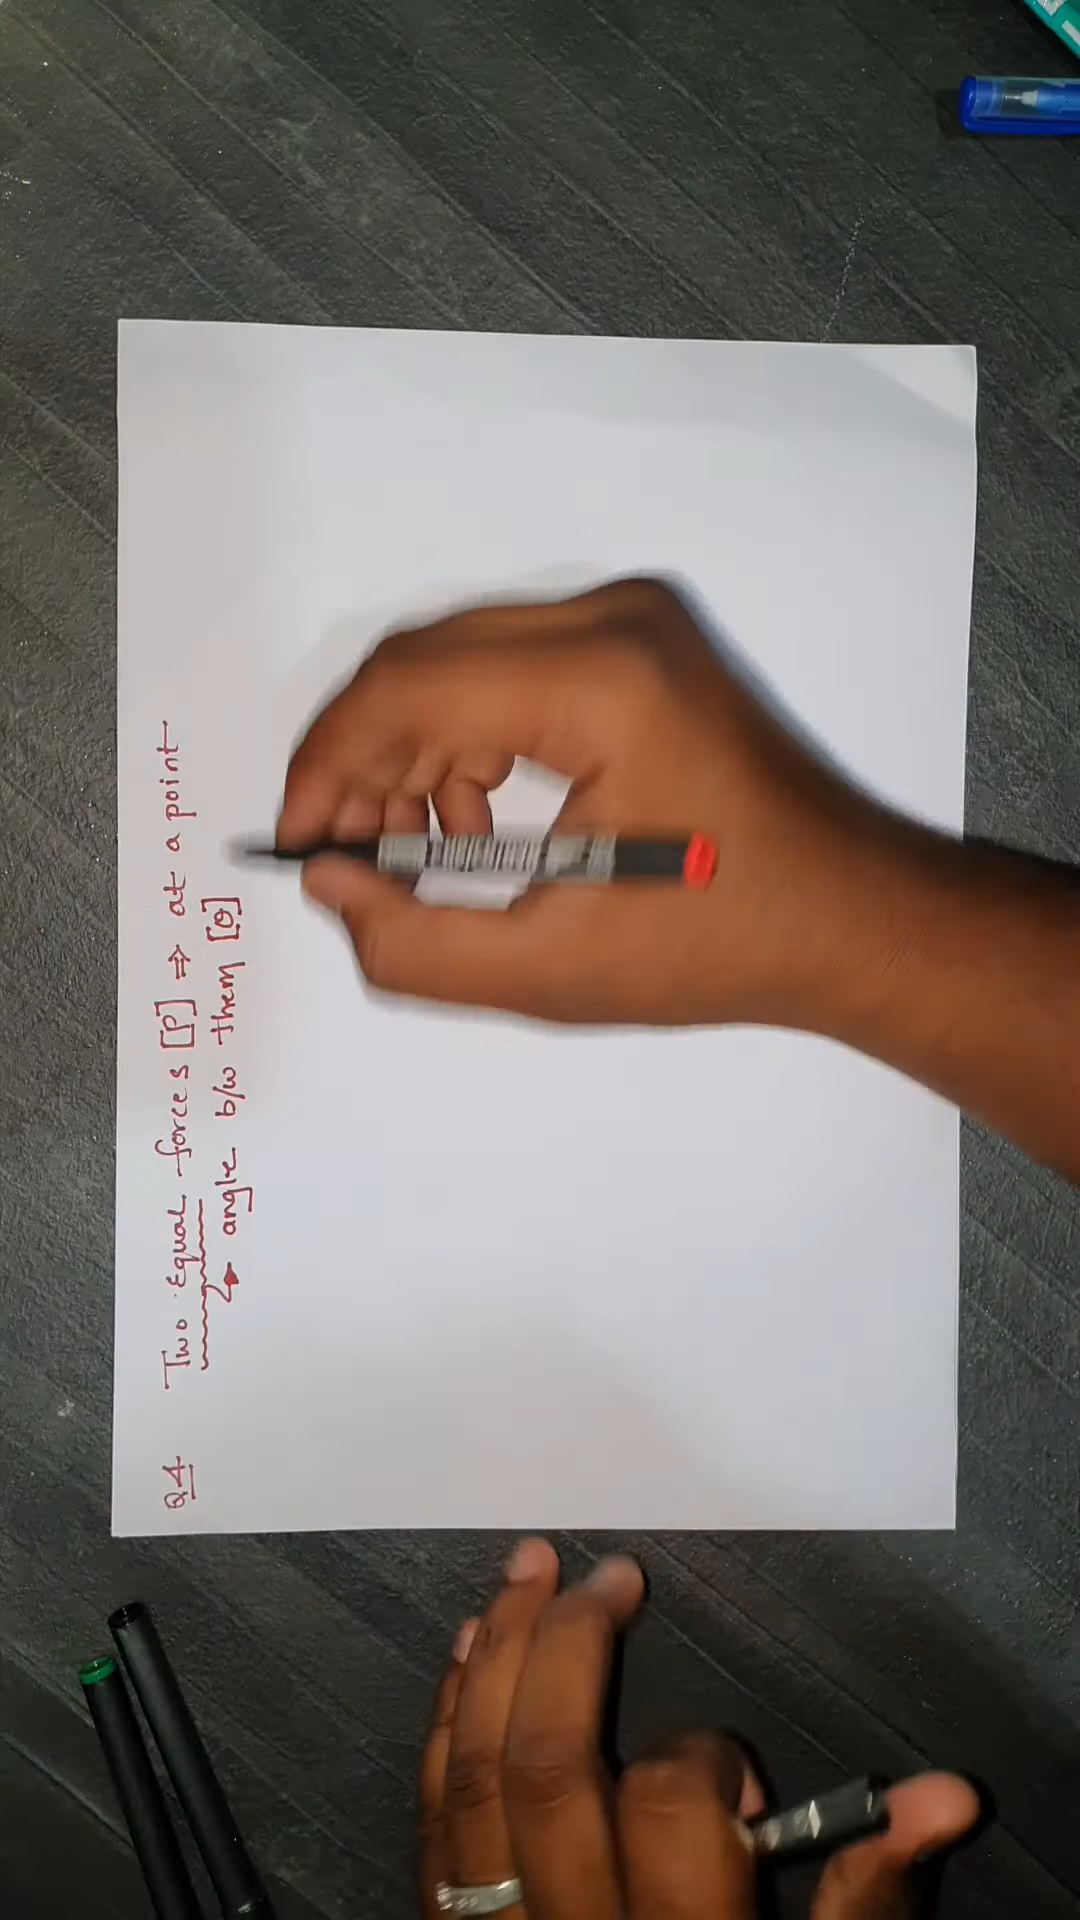 Q4 Two Equal forces [P] ⇒ at a point
↳ angle b/w them [θ]